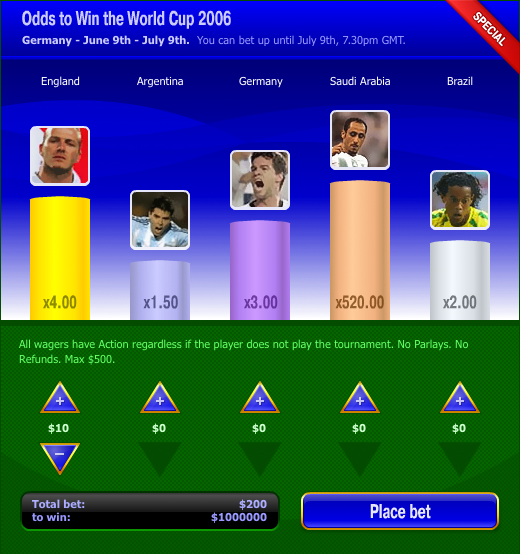 Odds to Win the World Cup 2006
Germany - June 9th - July 9th. You can bet up until July 9th, 7.30pm GMT.
SPECIAL
England Argentina Germany Saudi Arabia Brazil
x4.00 x1.50 x3.00 x520.00 x2.00
All wagers have Action regardless if the player does not play the tournament. No Parlays. No
Refunds. Max $500.
+ + + + +
$10 $0 $0 $0 $0
−
Total bet: $200
to win: $1000000
Place bet